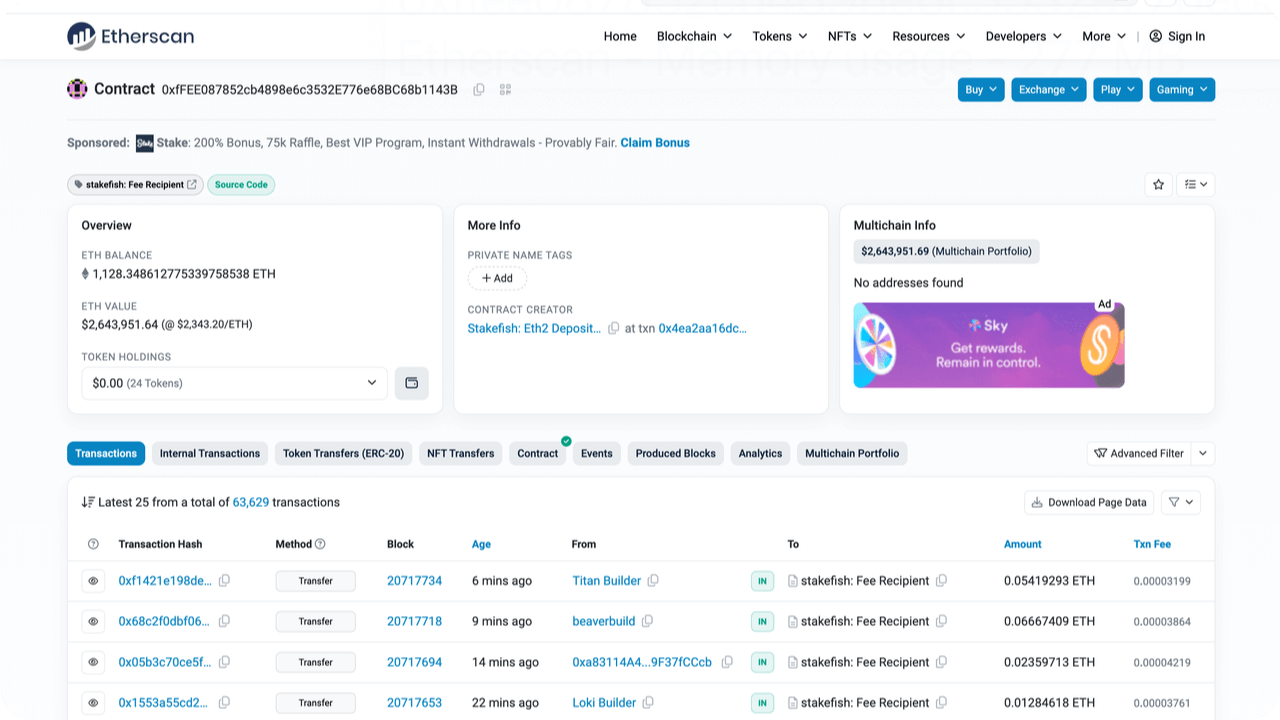 Etherscan
Home Blockchain Tokens NFTs Resources Developers More | Sign In
Contract 0xfFEE087852cb4898e6c3532E776e68BC68b1143B
Buy Exchange Play Gaming
Sponsored: Stake Stake: 200% Bonus, 75k Raffle, Best VIP Program, Instant Withdrawals - Provably Fair. Claim Bonus
stakefish: Fee Recipient Source Code
Overview
ETH BALANCE
1,128.348612775339758538 ETH
ETH VALUE
$2,643,951.64 (@ $2,343.20/ETH)
TOKEN HOLDINGS
$0.00 (24 Tokens)
More Info
PRIVATE NAME TAGS
+ Add
CONTRACT CREATOR
Stakefish: Eth2 Deposit... at txn 0x4ea2aa16dc...
Multichain Info
$2,643,951.69 (Multichain Portfolio)
No addresses found
Ad
Sky
Get rewards.
Remain in control.
Transactions Internal Transactions Token Transfers (ERC-20) NFT Transfers Contract Events Produced Blocks Analytics Multichain Portfolio Advanced Filter
Latest 25 from a total of 63,629 transactions Download Page Data
Transaction Hash Method Block Age From To Amount Txn Fee
0xf1421e198de... Transfer 20717734 6 mins ago Titan Builder IN stakefish: Fee Recipient 0.05419293 ETH 0.00003199
0x68c2f0dbf06... Transfer 20717718 9 mins ago beaverbuild IN stakefish: Fee Recipient 0.06667409 ETH 0.00003864
0x05b3c70ce5f... Transfer 20717694 14 mins ago 0xa83114A4...9F37fCCcb IN stakefish: Fee Recipient 0.02359713 ETH 0.00004219
0x1553a55cd2... Transfer 20717653 22 mins ago Loki Builder IN stakefish: Fee Recipient 0.01284618 ETH 0.00003761